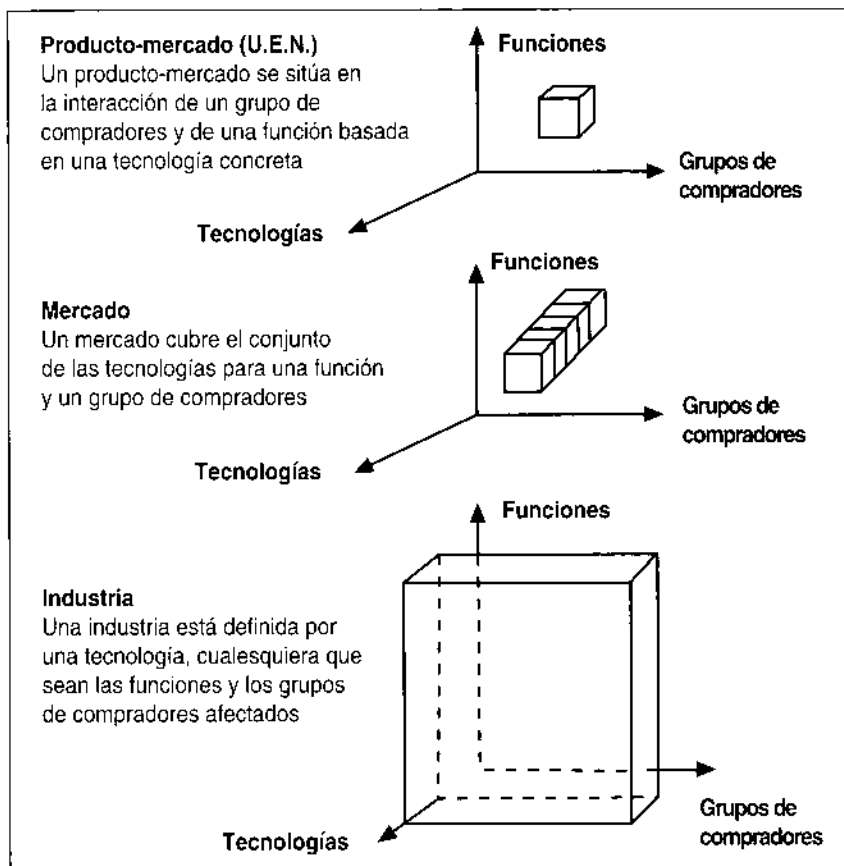 Producto-mercado (U.E.N.)
Un producto-mercado se sitúa en
la interacción de un grupo de
compradores y de una función basada
en una tecnología concreta
Funciones
Grupos de
compradores
Tecnologías
Mercado
Un mercado cubre el conjunto
de las tecnologías para una función
y un grupo de compradores
Funciones
Grupos de
compradores
Tecnologías
Industria
Una industria está definida por
una tecnología, cualesquiera que
sean las funciones y los grupos
de compradores afectados
Funciones
Grupos de
compradores
Tecnologías